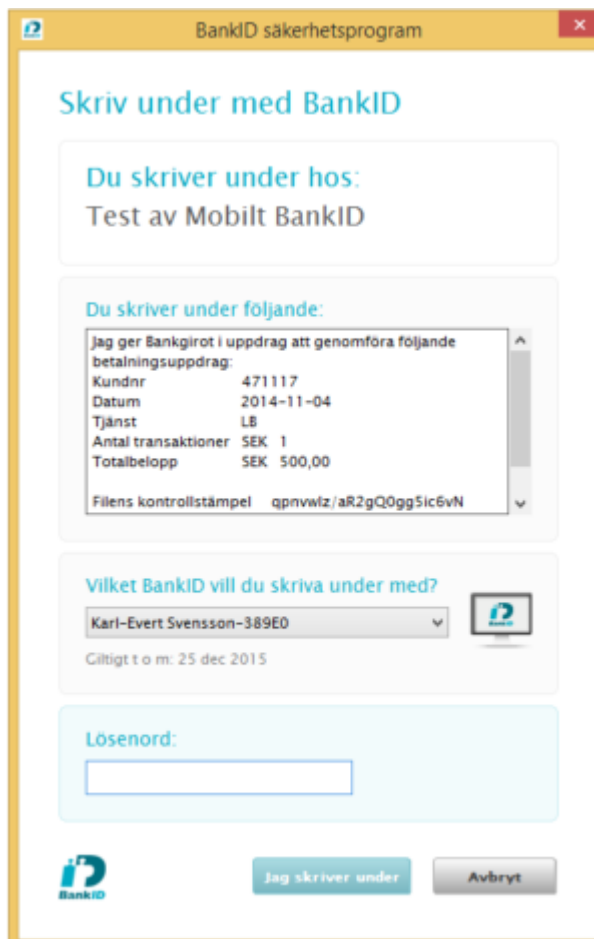 BankID säkerhetsprogram
Skriv under med BankID
Du skriver under hos:
Test av Mobilt BankID
Du skriver under följande:
Jag ger Bankgirot i uppdrag att genomföra följande
betalningsuppdrag:
Kundnr 471117
Datum 2014-11-04
Tjänst LB
Antal transaktioner SEK 1
Totalbelopp SEK 500,00
Filens kontrollstämpel qpnvwlz/aR2gQ0gg5ic6vN
Vilket BankID vill du skriva under med?
Karl-Evert Svensson-389E0
BankID
Giltigt t o m: 25 dec 2015
Lösenord:
BankID
Jag skriver under
Avbryt